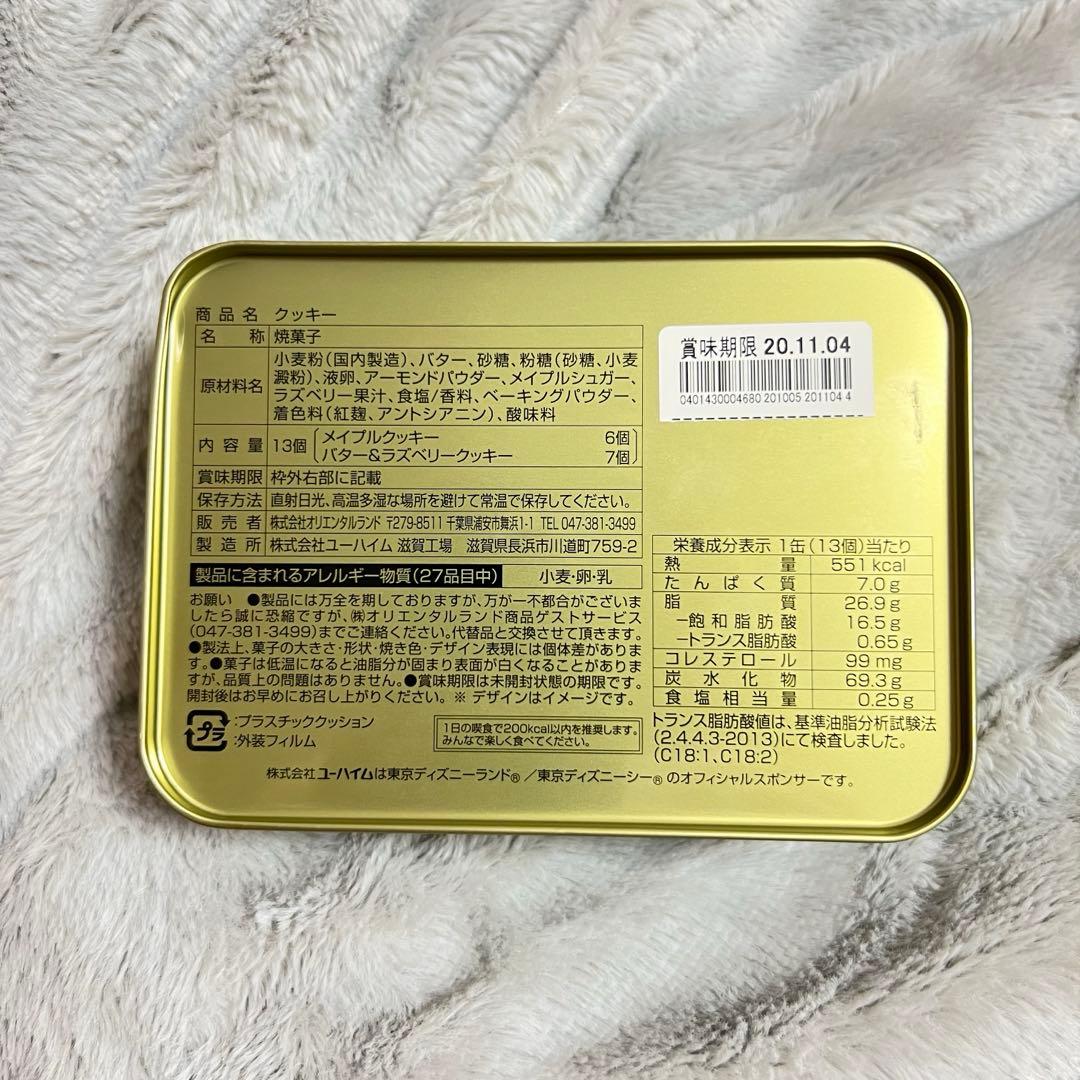 商品名 クッキー
名称 焼菓子
原材料名 小麦粉(国内製造)、バター、砂糖、粉糖(砂糖、小麦
澱粉)、液卵、アーモンドパウダー、メイプルシュガー、
ラズベリー果汁、食塩/香料、ベーキングパウダー、
着色料(紅麹、アントシアニン)、酸味料
内容量 13個 メイプルクッキー 6個
バター&ラズベリークッキー 7個
賞味期限 枠外右部に記載
保存方法 直射日光、高温多湿な場所を避けて常温で保存してください。
販売者 株式会社オリエンタルランド 〒279-8511 千葉県浦安市舞浜1-1 TEL 047-381-3499
製造所 株式会社ユーハイム 滋賀工場 滋賀県長浜市川道町759-2
製品に含まれるアレルギー物質(27品目中) 小麦・卵・乳
お願い ●製品には万全を期しておりますが、万が一不都合がございま
したら誠に恐縮ですが、㈱オリエンタルランド商品ゲストサービス
(047-381-3499)までご連絡ください。代替品と交換させて頂きます。
●製法上、菓子の大きさ・形状・焼き色・デザイン表現には個体差がありま
す。●菓子は低温になると油脂分が固まり表面が白くなることがありま
すが、品質上の問題はありません。●賞味期限は未開封状態の期限です。
開封後はお早めにお召し上がりください。※ デザインはイメージです。
プラ :プラスチッククッション
:外装フィルム
1日の喫食で200kcal以内を推奨します。
みんなで楽しく食べてください。
賞味期限 20.11.04
0401430004680 201005 201104 4
栄養成分表示 1缶(13個)当たり
熱量 551kcal
たんぱく質 7.0g
脂質 26.9g
−飽和脂肪酸 16.5g
−トランス脂肪酸 0.65g
コレステロール 99mg
炭水化物 69.3g
食塩相当量 0.25g
トランス脂肪酸値は、基準油脂分析試験法
(2.4.4.3-2013)にて検査しました。
(C18:1、C18:2)
株式会社ユーハイムは東京ディズニーランド®/東京ディズニーシー®のオフィシャルスポンサーです。